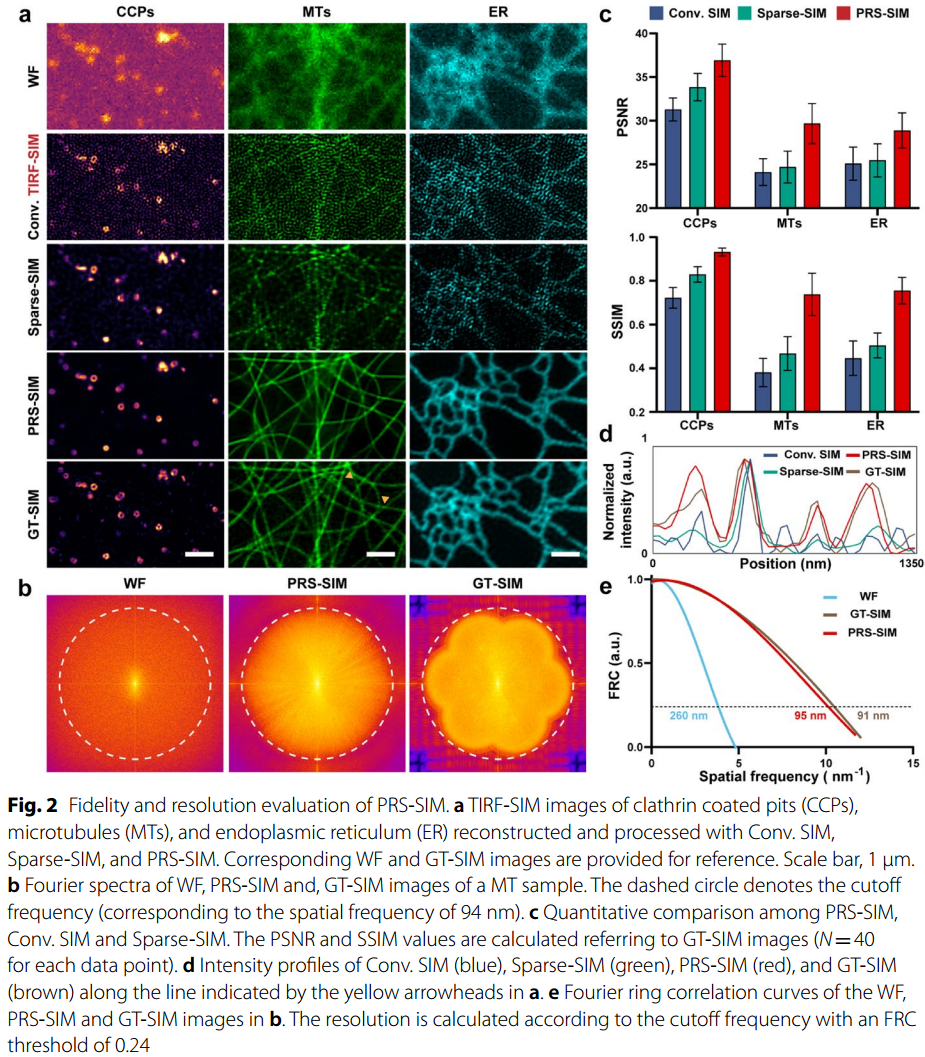 a
CCPs
MTs
ER
WF
Conv. TIRF-SIM
Sparse-SIM
PRS-SIM
GT-SIM
b
WF
PRS-SIM
GT-SIM
c
Conv. SIM
Sparse-SIM
PRS-SIM
PSNR
40
35
30
25
20
CCPs
MTs
ER
SSIM
1.0
0.8
0.6
0.4
0.2
CCPs
MTs
ER
d
Normalized
intensity (a.u.)
1
0
Conv. SIM
PRS-SIM
Sparse-SIM
GT-SIM
0
Position (nm)
1350
e
FRC (a.u.)
1.0
0.5
0.0
WF
GT-SIM
PRS-SIM
260 nm
95 nm
91 nm
0
5
10
15
Spatial frequency ( nm-1)
Fig. 2 Fidelity and resolution evaluation of PRS-SIM. a TIRF-SIM images of clathrin coated pits (CCPs),
microtubules (MTs), and endoplasmic reticulum (ER) reconstructed and processed with Conv. SIM,
Sparse-SIM, and PRS-SIM. Corresponding WF and GT-SIM images are provided for reference. Scale bar, 1 μm.
b Fourier spectra of WF, PRS-SIM and, GT-SIM images of a MT sample. The dashed circle denotes the cutoff
frequency (corresponding to the spatial frequency of 94 nm). c Quantitative comparison among PRS-SIM,
Conv. SIM and Sparse-SIM. The PSNR and SSIM values are calculated referring to GT-SIM images (N = 40
for each data point). d Intensity profiles of Conv. SIM (blue), Sparse-SIM (green), PRS-SIM (red), and GT-SIM
(brown) along the line indicated by the yellow arrowheads in a. e Fourier ring correlation curves of the WF,
PRS-SIM and GT-SIM images in b. The resolution is calculated according to the cutoff frequency with an FRC
threshold of 0.24